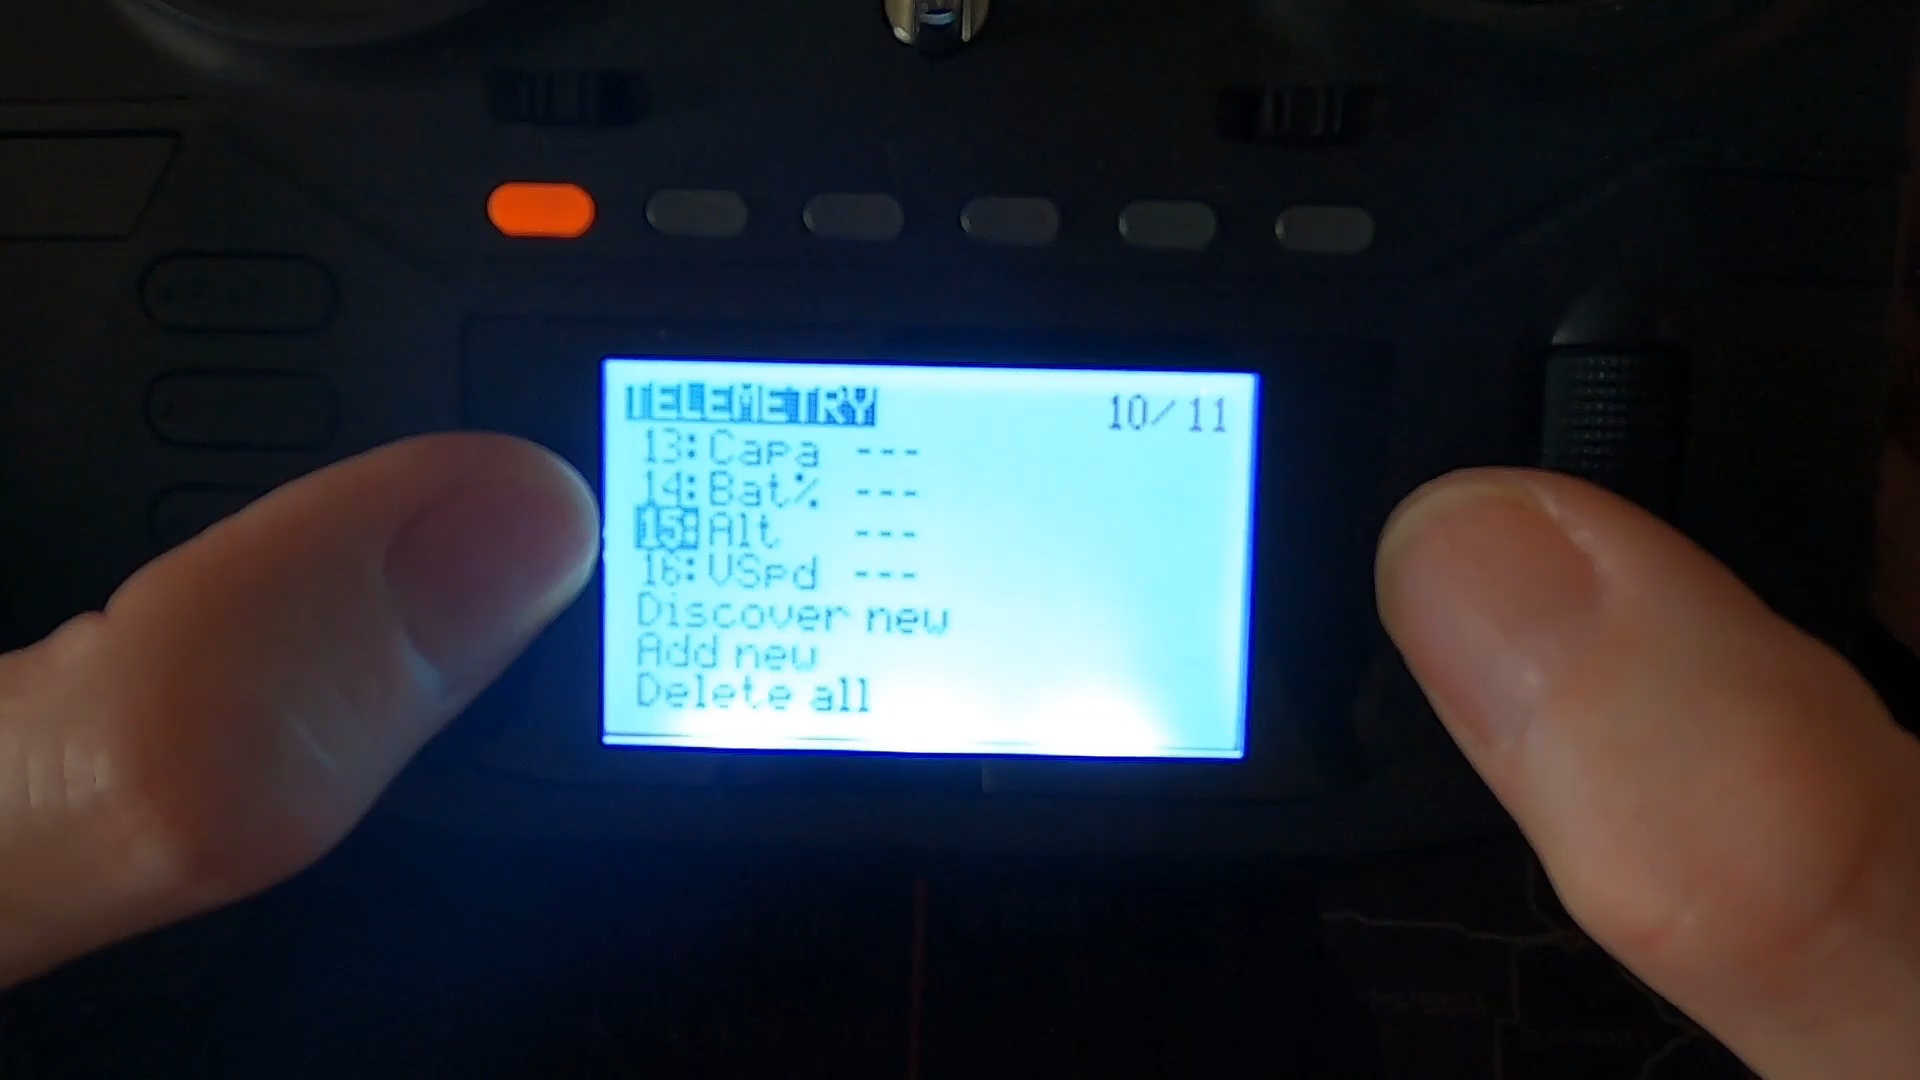 TELEMETRY 10/11
13: Capa ---
14: Bat% ---
15: Alt ---
16: VSpd ---
Discover new
Add new
Delete all